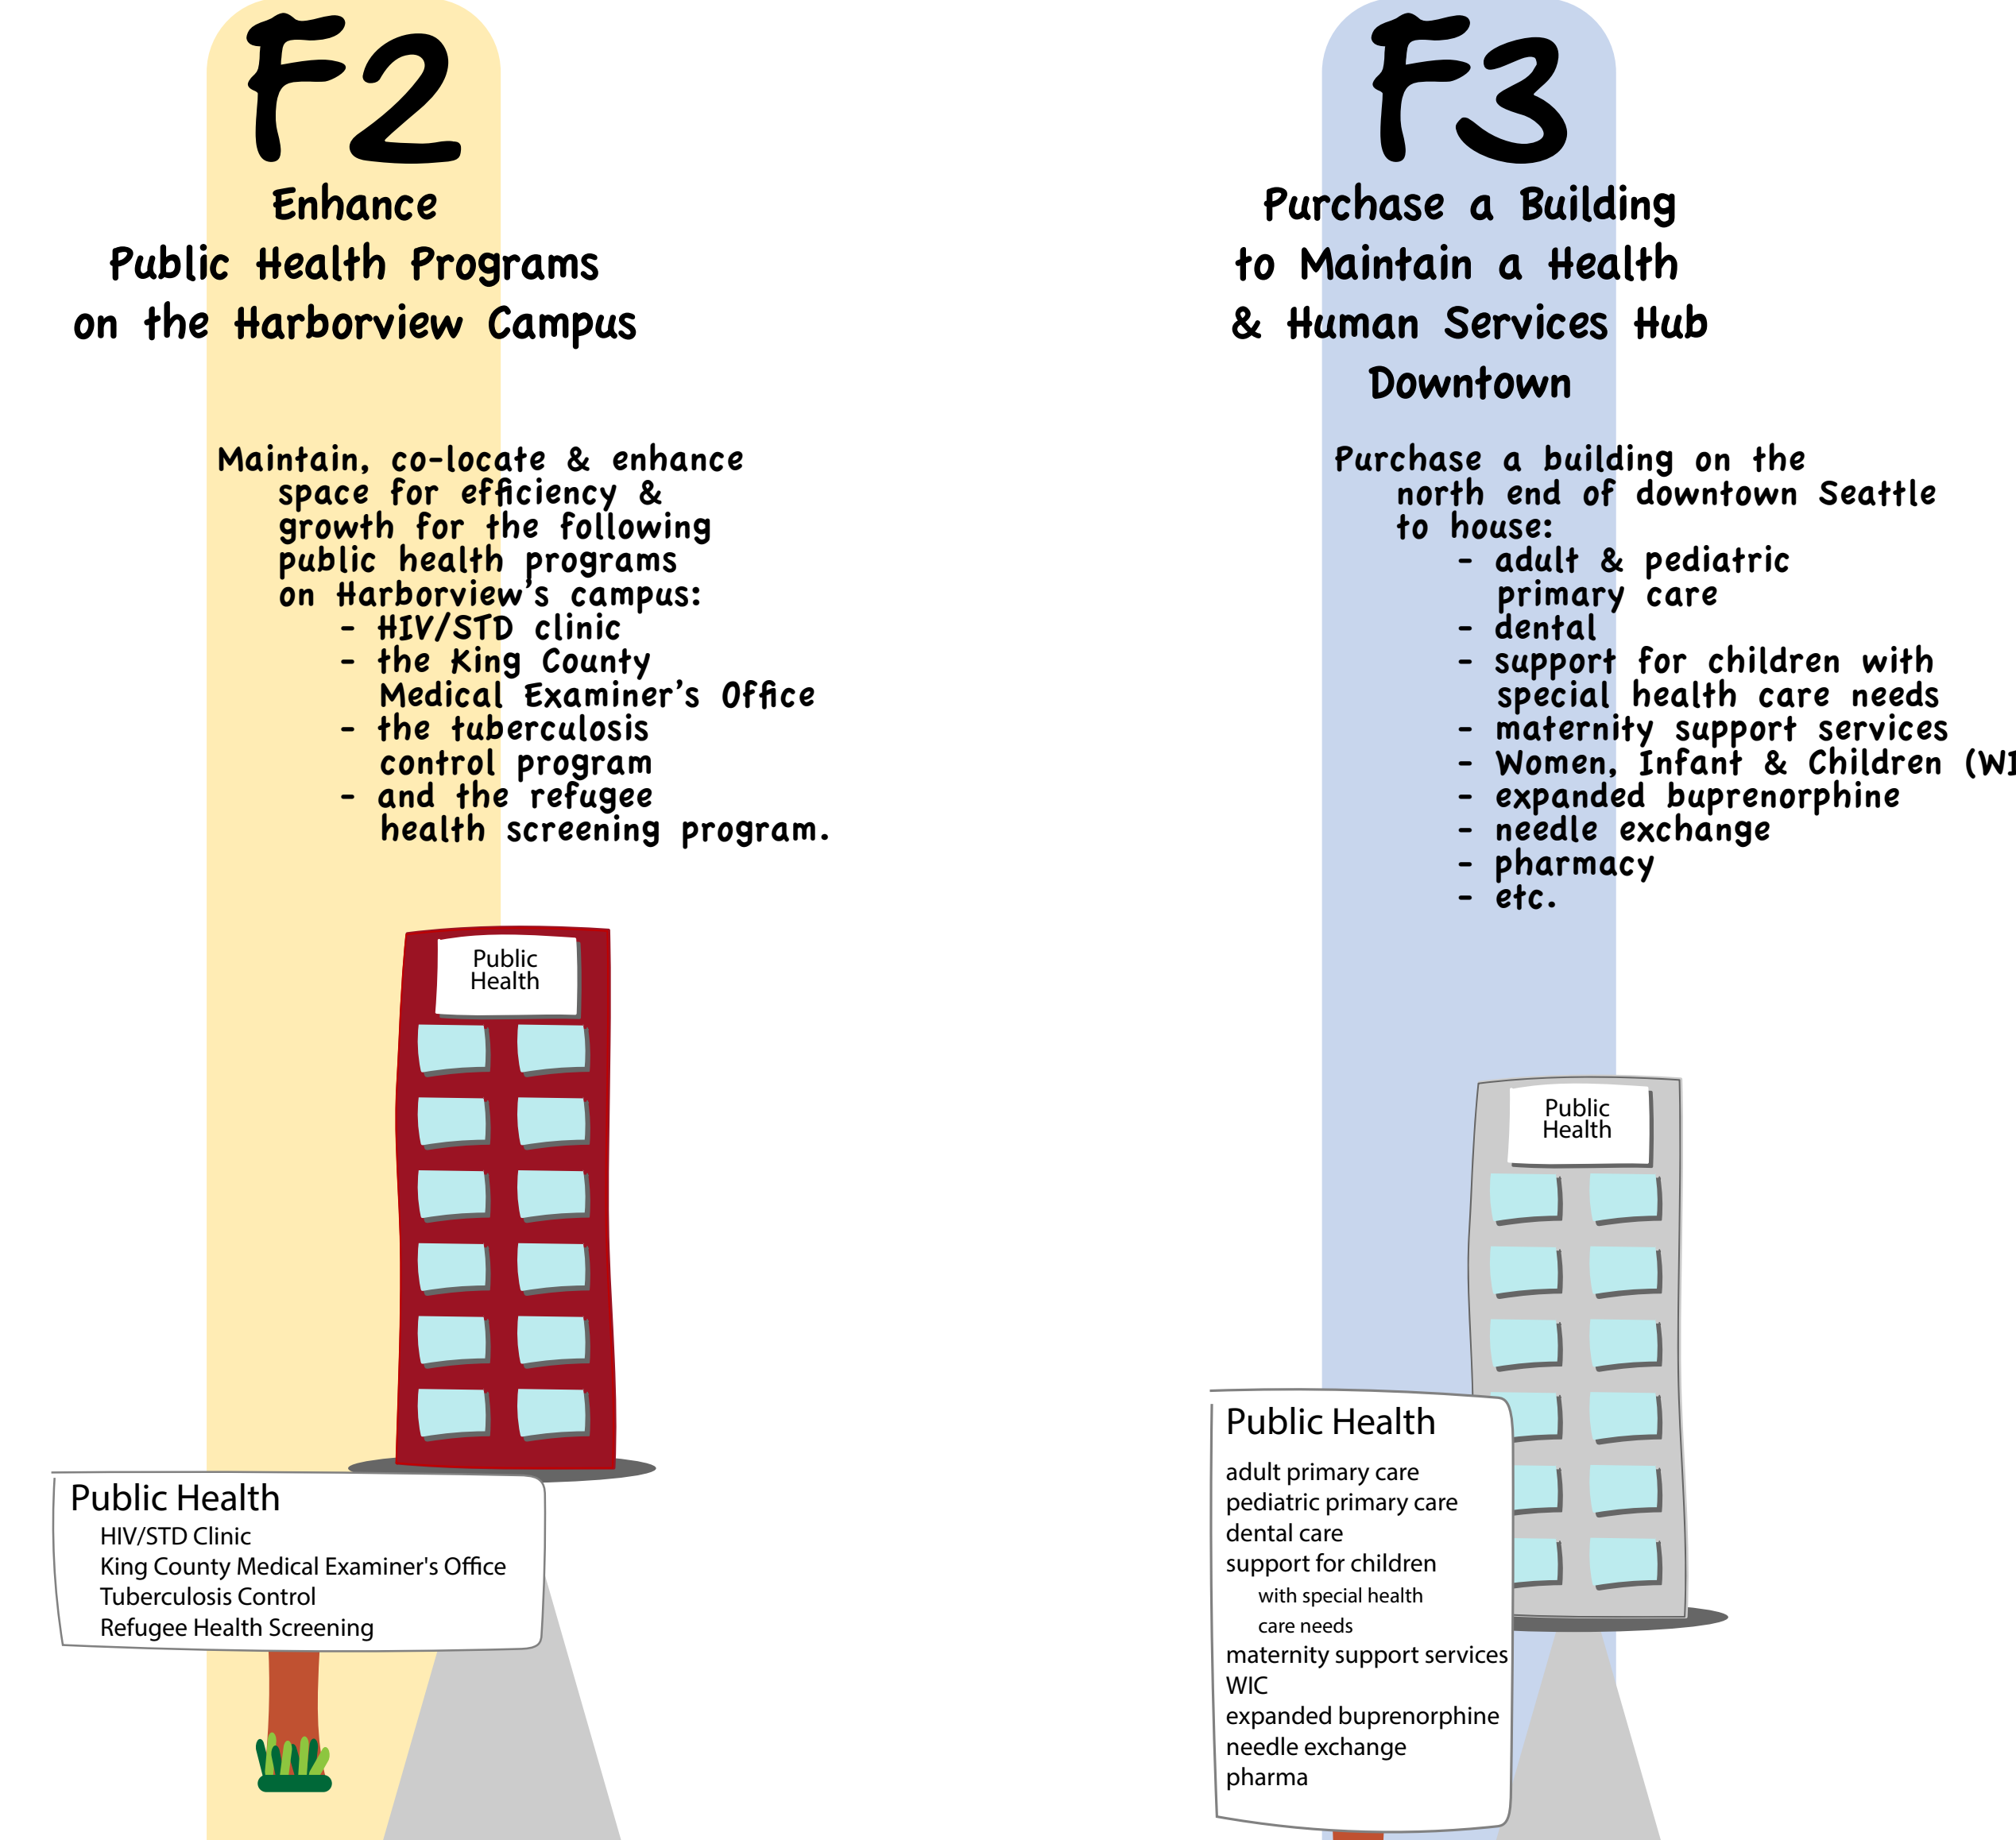 F2
Enhance
Public Health Programs
on the Harborview Campus
Maintain, co-locate & enhance
space for efficiency &
growth for the following
public health programs
on Harborview's campus:
- HIV/STD clinic
- the King County
Medical Examiner's Office
- the tuberculosis
control program
- and the refugee
health screening program.
Public
Health
Public Health
HIV/STD Clinic
King County Medical Examiner's Office
Tuberculosis Control
Refugee Health Screening
F3
Purchase a Building
to Maintain a Health
& Human Services Hub
Downtown
Purchase a building on the
north end of downtown Seattle
to house:
- adult & pediatric
primary care
- dental
- support for children with
special health care needs
- maternity support services
- Women, Infant & Children
- expanded buprenorphine
- needle exchange
- pharmacy
- etc.
Public
Health
Public Health
adult primary care
pediatric primary care
dental care
support for children
with special health
care needs
maternity support services
WIC
expanded buprenorphine
needle exchange
pharma